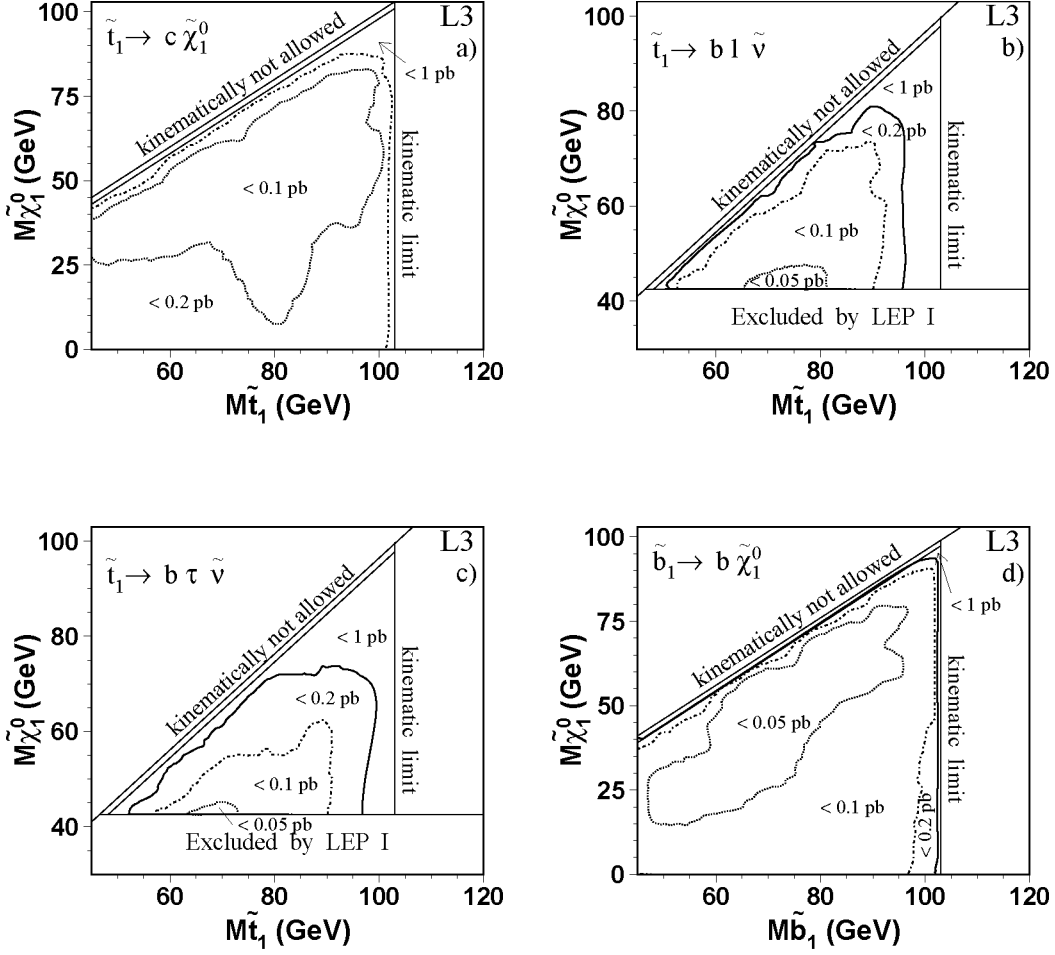 t̃₁→ c χ̃₁⁰
L3
a)
kinematically not allowed
< 1 pb
< 0.1 pb
< 0.2 pb
kinematic limit
100
75
50
25
0
Mχ̃₁⁰ (GeV)
60 80 100 120
Mt̃₁ (GeV)
t̃₁→ b l ν̃
L3
b)
kinematically not allowed
< 1 pb
< 0.2 pb
< 0.1 pb
< 0.05 pb
kinematic limit
Excluded by LEP I
100
80
60
40
Mχ̃₁⁰ (GeV)
60 80 100 120
Mt̃₁ (GeV)
t̃₁→ b τ ν̃
L3
c)
kinematically not allowed
< 1 pb
< 0.2 pb
< 0.1 pb
< 0.05 pb
kinematic limit
Excluded by LEP I
100
80
60
40
Mχ̃₁⁰ (GeV)
60 80 100 120
Mt̃₁ (GeV)
b̃₁→ b χ̃₁⁰
L3
d)
kinematically not allowed
< 1 pb
< 0.05 pb
< 0.1 pb
< 0.2 pb
kinematic limit
100
75
50
25
0
Mχ̃₁⁰ (GeV)
60 80 100 120
Mb̃₁ (GeV)